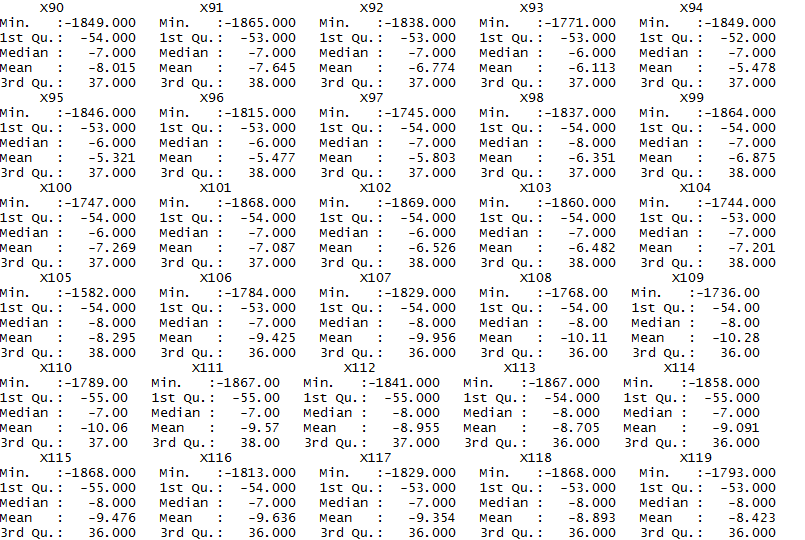 X90 X91 X92 X93 X94
Min. :-1849.000 Min. :-1865.000 Min. :-1838.000 Min. :-1771.000 Min. :-1849.000
1st Qu.: -54.000 1st Qu.: -53.000 1st Qu.: -53.000 1st Qu.: -53.000 1st Qu.: -52.000
Median : -7.000 Median : -7.000 Median : -7.000 Median : -6.000 Median : -7.000
Mean : -8.015 Mean : -7.645 Mean : -6.774 Mean : -6.113 Mean : -5.478
3rd Qu.: 37.000 3rd Qu.: 38.000 3rd Qu.: 37.000 3rd Qu.: 37.000 3rd Qu.: 37.000
X95 X96 X97 X98 X99
Min. :-1846.000 Min. :-1815.000 Min. :-1745.000 Min. :-1837.000 Min. :-1864.000
1st Qu.: -53.000 1st Qu.: -53.000 1st Qu.: -54.000 1st Qu.: -54.000 1st Qu.: -54.000
Median : -6.000 Median : -6.000 Median : -7.000 Median : -8.000 Median : -7.000
Mean : -5.321 Mean : -5.477 Mean : -5.803 Mean : -6.351 Mean : -6.875
3rd Qu.: 37.000 3rd Qu.: 38.000 3rd Qu.: 37.000 3rd Qu.: 37.000 3rd Qu.: 38.000
X100 X101 X102 X103 X104
Min. :-1747.000 Min. :-1868.000 Min. :-1869.000 Min. :-1860.000 Min. :-1744.000
1st Qu.: -54.000 1st Qu.: -54.000 1st Qu.: -54.000 1st Qu.: -54.000 1st Qu.: -53.000
Median : -6.000 Median : -7.000 Median : -6.000 Median : -7.000 Median : -7.000
Mean : -7.269 Mean : -7.087 Mean : -6.526 Mean : -6.482 Mean : -7.201
3rd Qu.: 37.000 3rd Qu.: 37.000 3rd Qu.: 38.000 3rd Qu.: 38.000 3rd Qu.: 38.000
X105 X106 X107 X108 X109
Min. :-1582.000 Min. :-1784.000 Min. :-1829.000 Min. :-1768.00 Min. :-1736.00
1st Qu.: -54.000 1st Qu.: -53.000 1st Qu.: -54.000 1st Qu.: -54.00 1st Qu.: -54.00
Median : -8.000 Median : -7.000 Median : -8.000 Median : -8.00 Median : -8.00
Mean : -8.295 Mean : -9.425 Mean : -9.956 Mean : -10.11 Mean : -10.28
3rd Qu.: 38.000 3rd Qu.: 36.000 3rd Qu.: 36.000 3rd Qu.: 36.00 3rd Qu.: 36.00
X110 X111 X112 X113 X114
Min. :-1789.00 Min. :-1867.00 Min. :-1841.000 Min. :-1867.000 Min. :-1858.000
1st Qu.: -55.00 1st Qu.: -55.00 1st Qu.: -55.000 1st Qu.: -54.000 1st Qu.: -55.000
Median : -7.00 Median : -7.00 Median : -8.000 Median : -8.000 Median : -7.000
Mean : -10.06 Mean : -9.57 Mean : -8.955 Mean : -8.705 Mean : -9.091
3rd Qu.: 37.00 3rd Qu.: 38.00 3rd Qu.: 37.000 3rd Qu.: 36.000 3rd Qu.: 36.000
X115 X116 X117 X118 X119
Min. :-1868.000 Min. :-1813.000 Min. :-1829.000 Min. :-1868.000 Min. :-1793.000
1st Qu.: -55.000 1st Qu.: -54.000 1st Qu.: -53.000 1st Qu.: -53.000 1st Qu.: -53.000
Median : -8.000 Median : -7.000 Median : -8.000 Median : -8.000 Median : -8.000
Mean : -9.476 Mean : -9.636 Mean : -9.354 Mean : -8.893 Mean : -8.423
3rd Qu.: 36.000 3rd Qu.: 36.000 3rd Qu.: 36.000 3rd Qu.: 36.000 3rd Qu.: 36.000